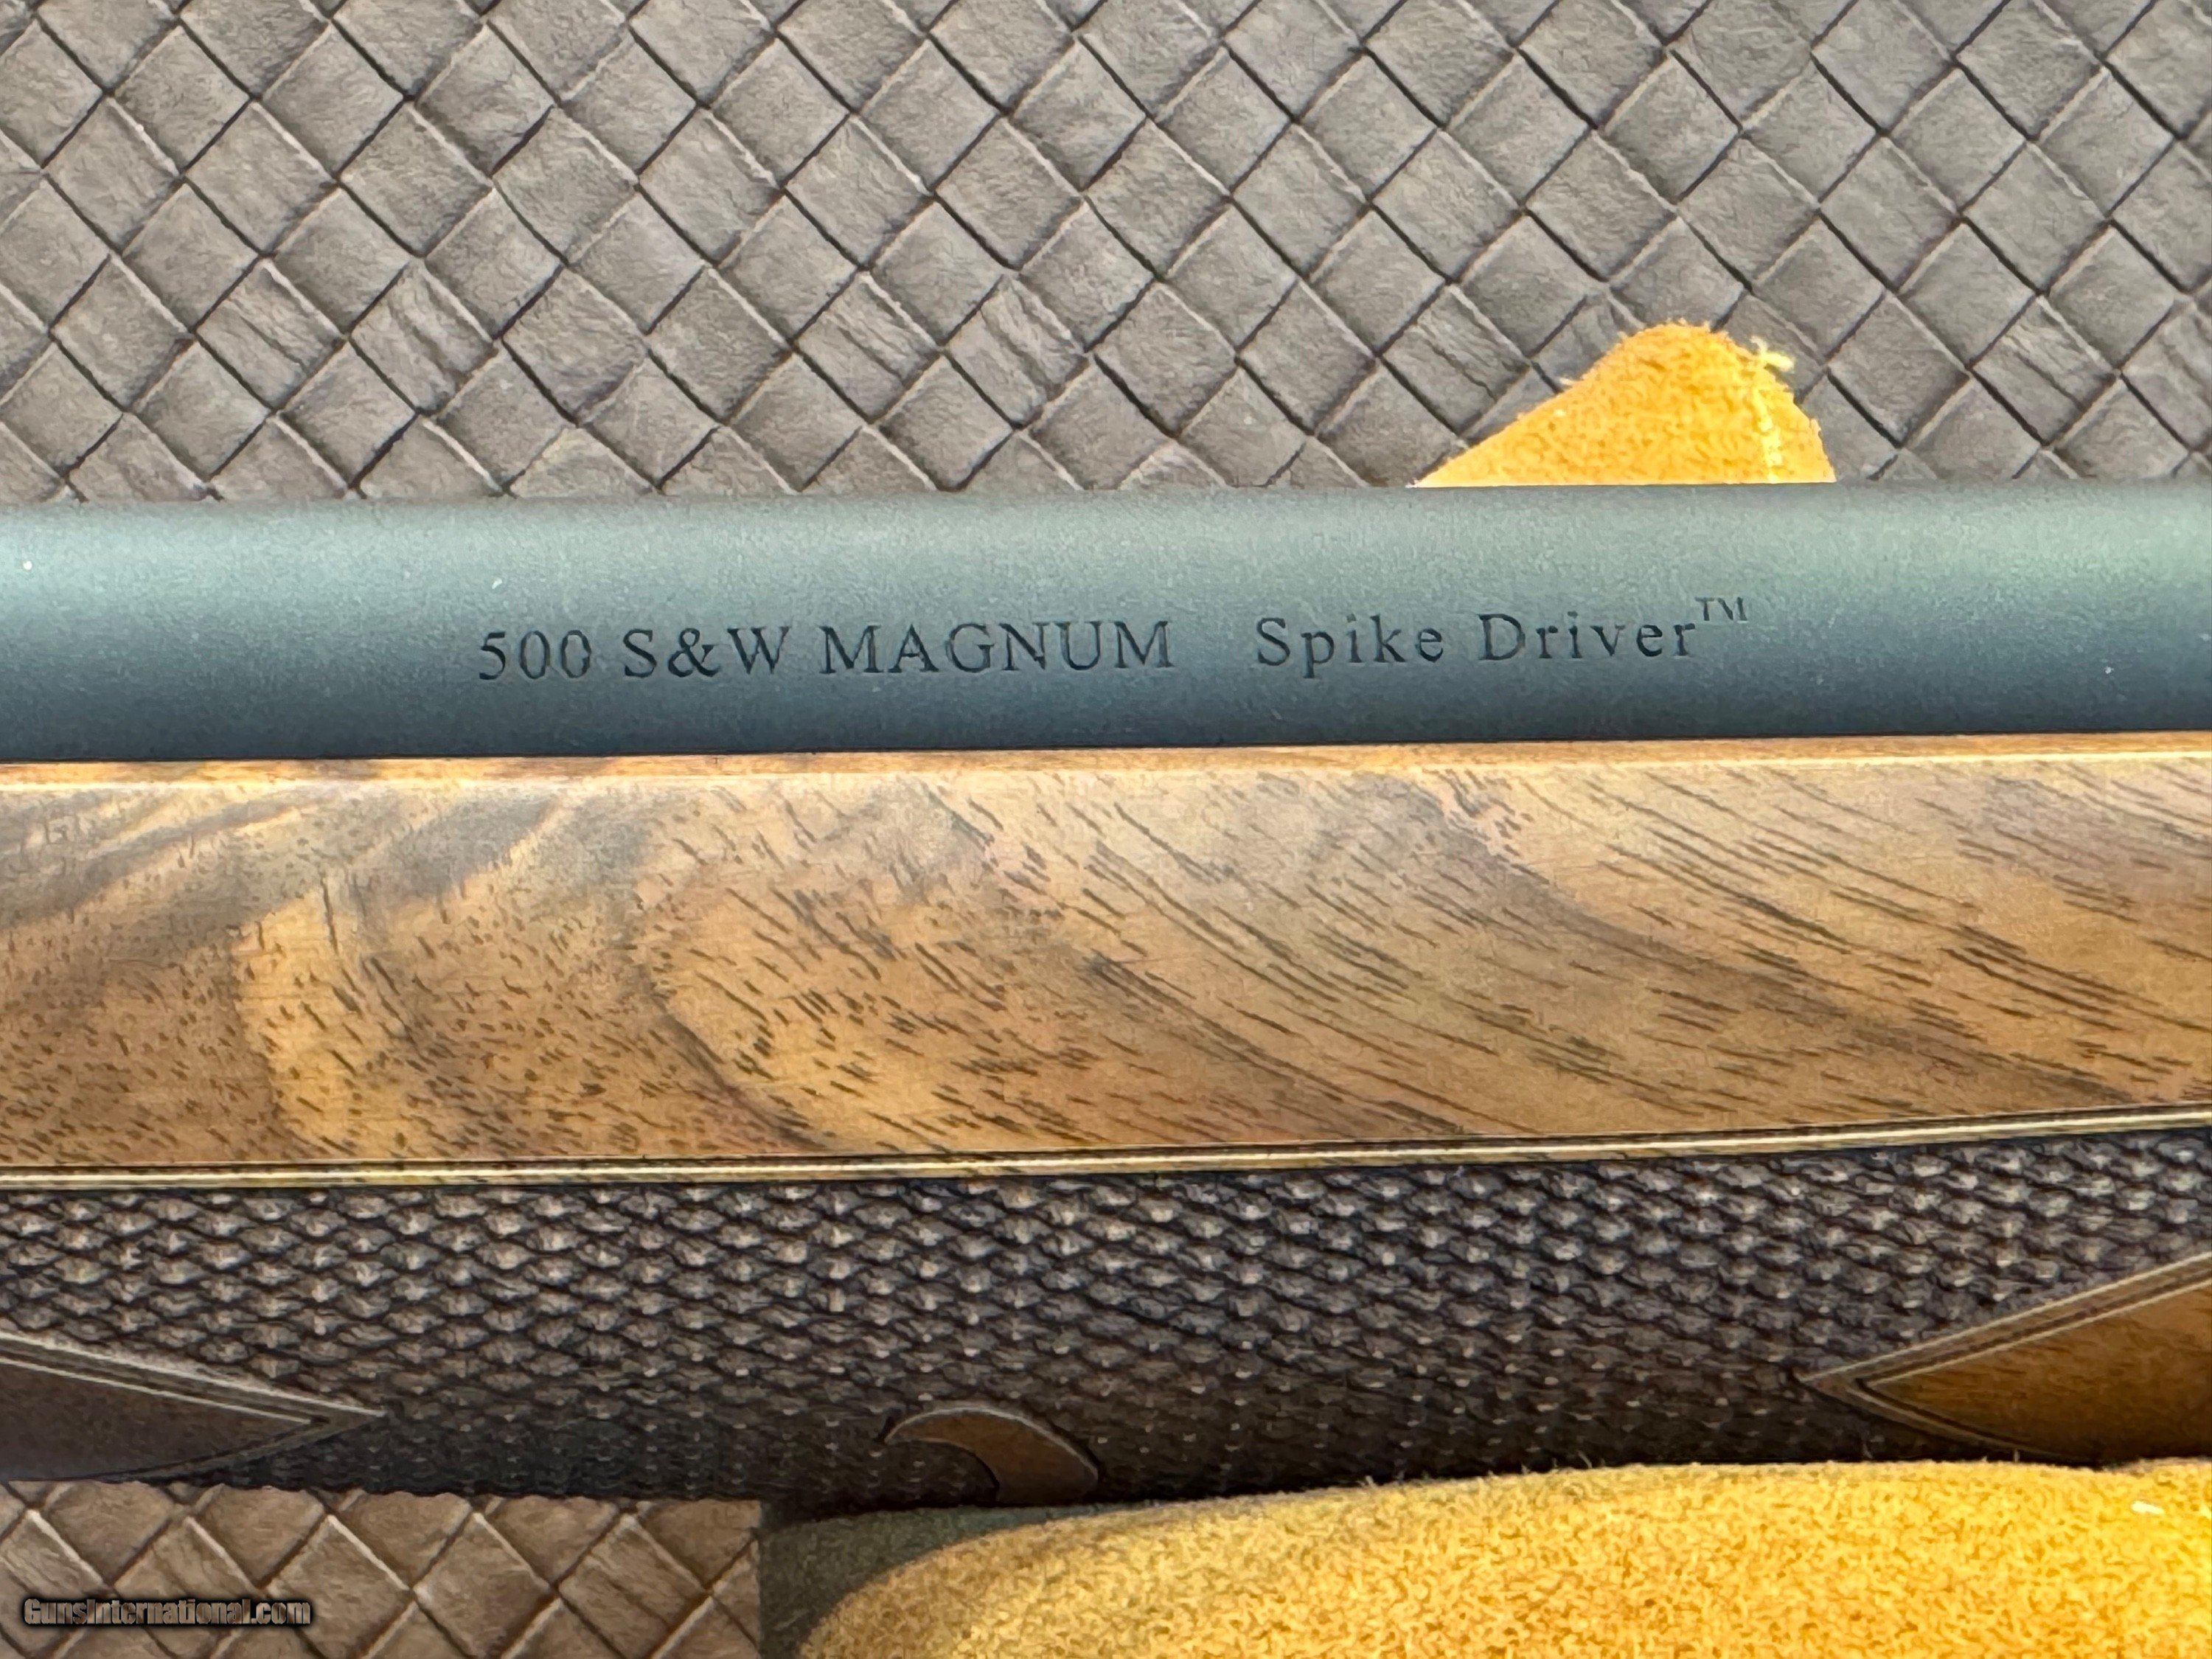 500 S&W MAGNUM Spike Driver™
GunsInternational.com